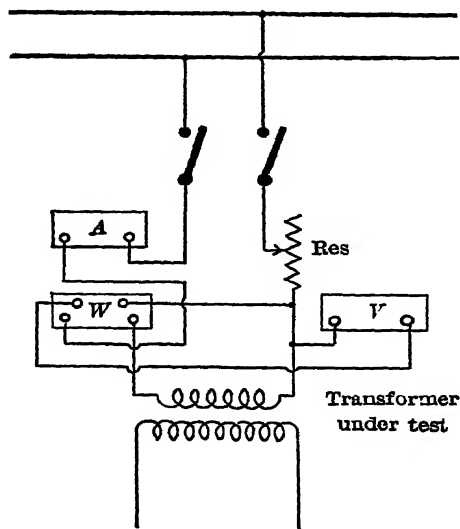 A
Res
W
V
Transformer
under test